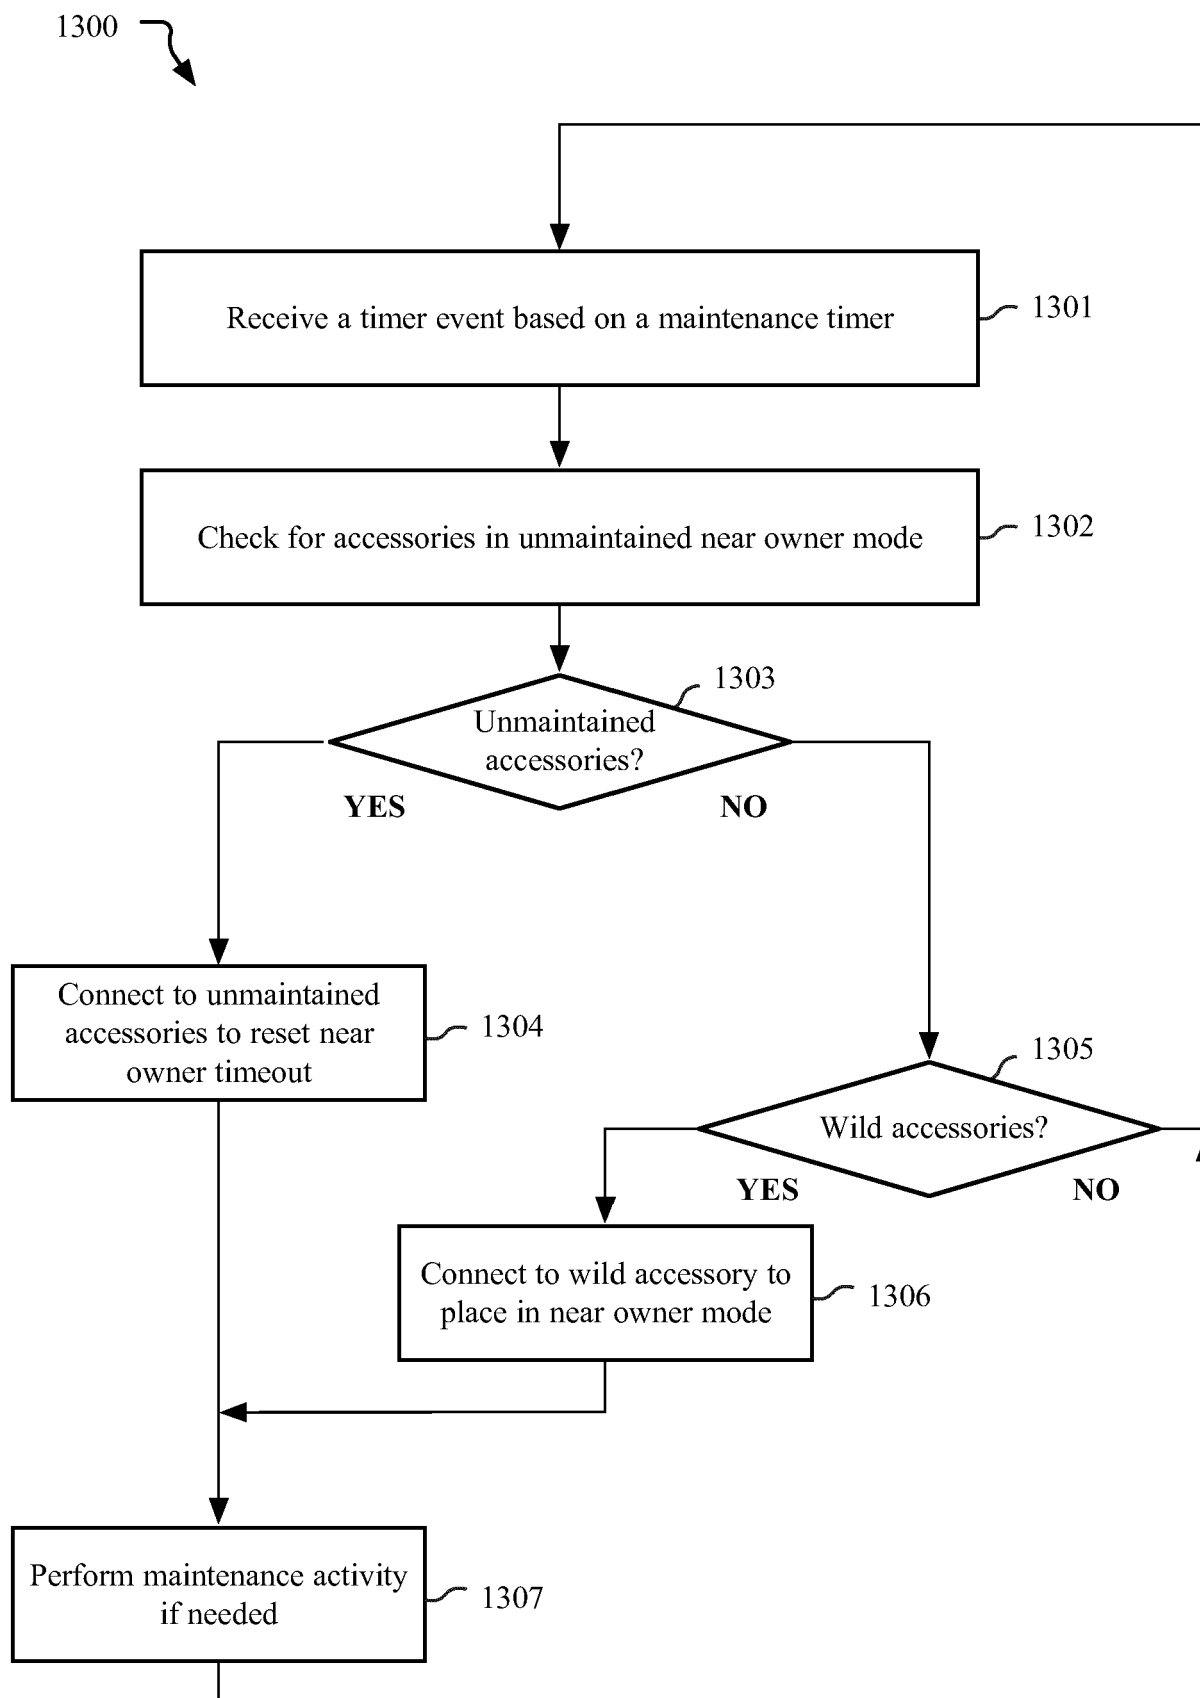 1300
Receive a timer event based on a maintenance timer
1301
Check for accessories in unmaintained near owner mode
1302
1303
Unmaintained
accessories?
YES
NO
Connect to unmaintained
accessories to reset near
owner timeout
1304
1305
Wild accessories?
YES
NO
Connect to wild accessory to
place in near owner mode
1306
Perform maintenance activity
if needed
1307